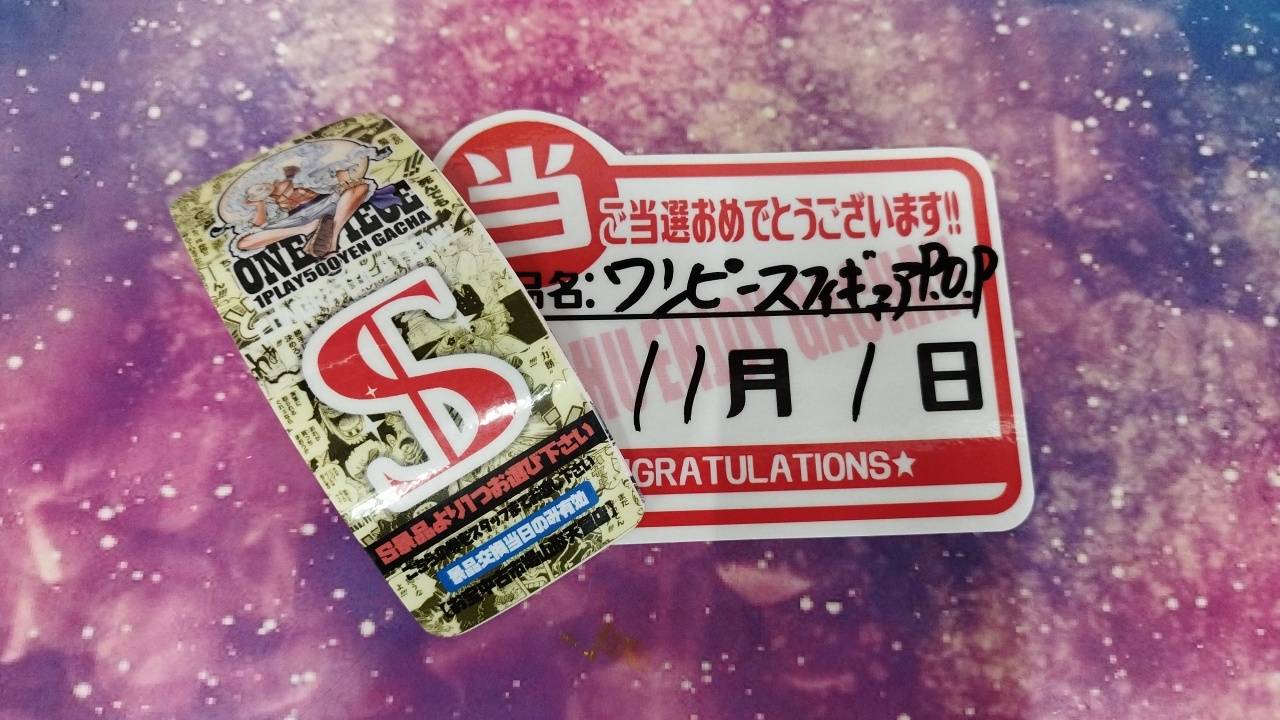 ONE PIECE
1PLAY500YEN GACHA
S
S景品より1つお選び下さい
景品交換当日のみ有効
当
ご当選おめでとうございます!!
品名:ワンピースフィギュアP.O.P
11月1日
NGRATULATIONS★